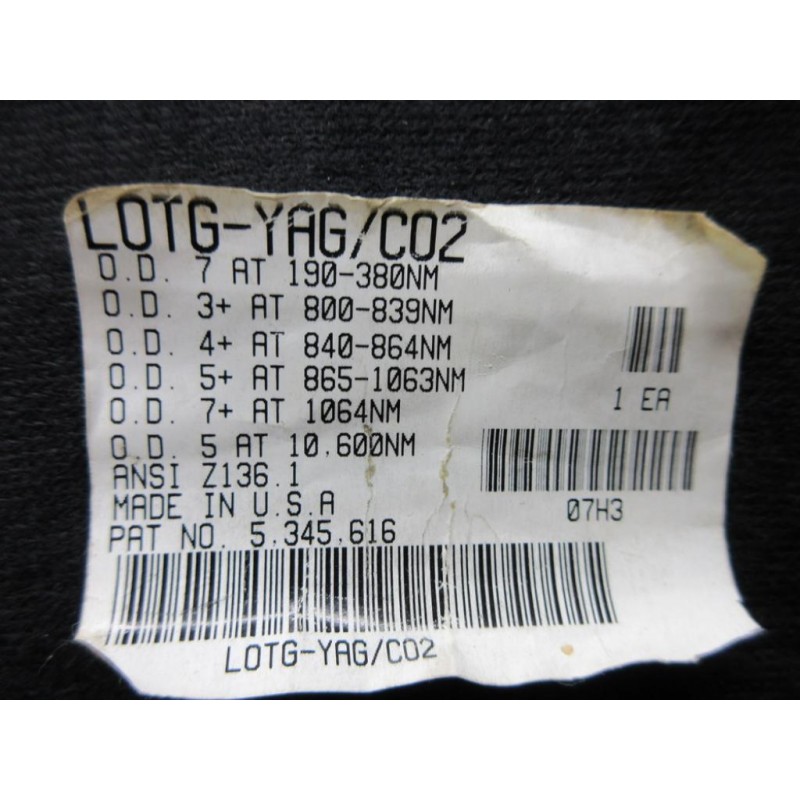 LOTG-YAG/CO2
O.D. 7 AT 190-380NM
O.D. 3+ AT 800-839NM
O.D. 4+ AT 840-864NM
O.D. 5+ AT 865-1063NM
O.D. 7+ AT 1064NM
O.D. 5 AT 10,600NM
ANSI Z136.1
MADE IN U.S.A
PAT NO. 5,345,616
1 EA
07H3
LOTG-YAG/CO2